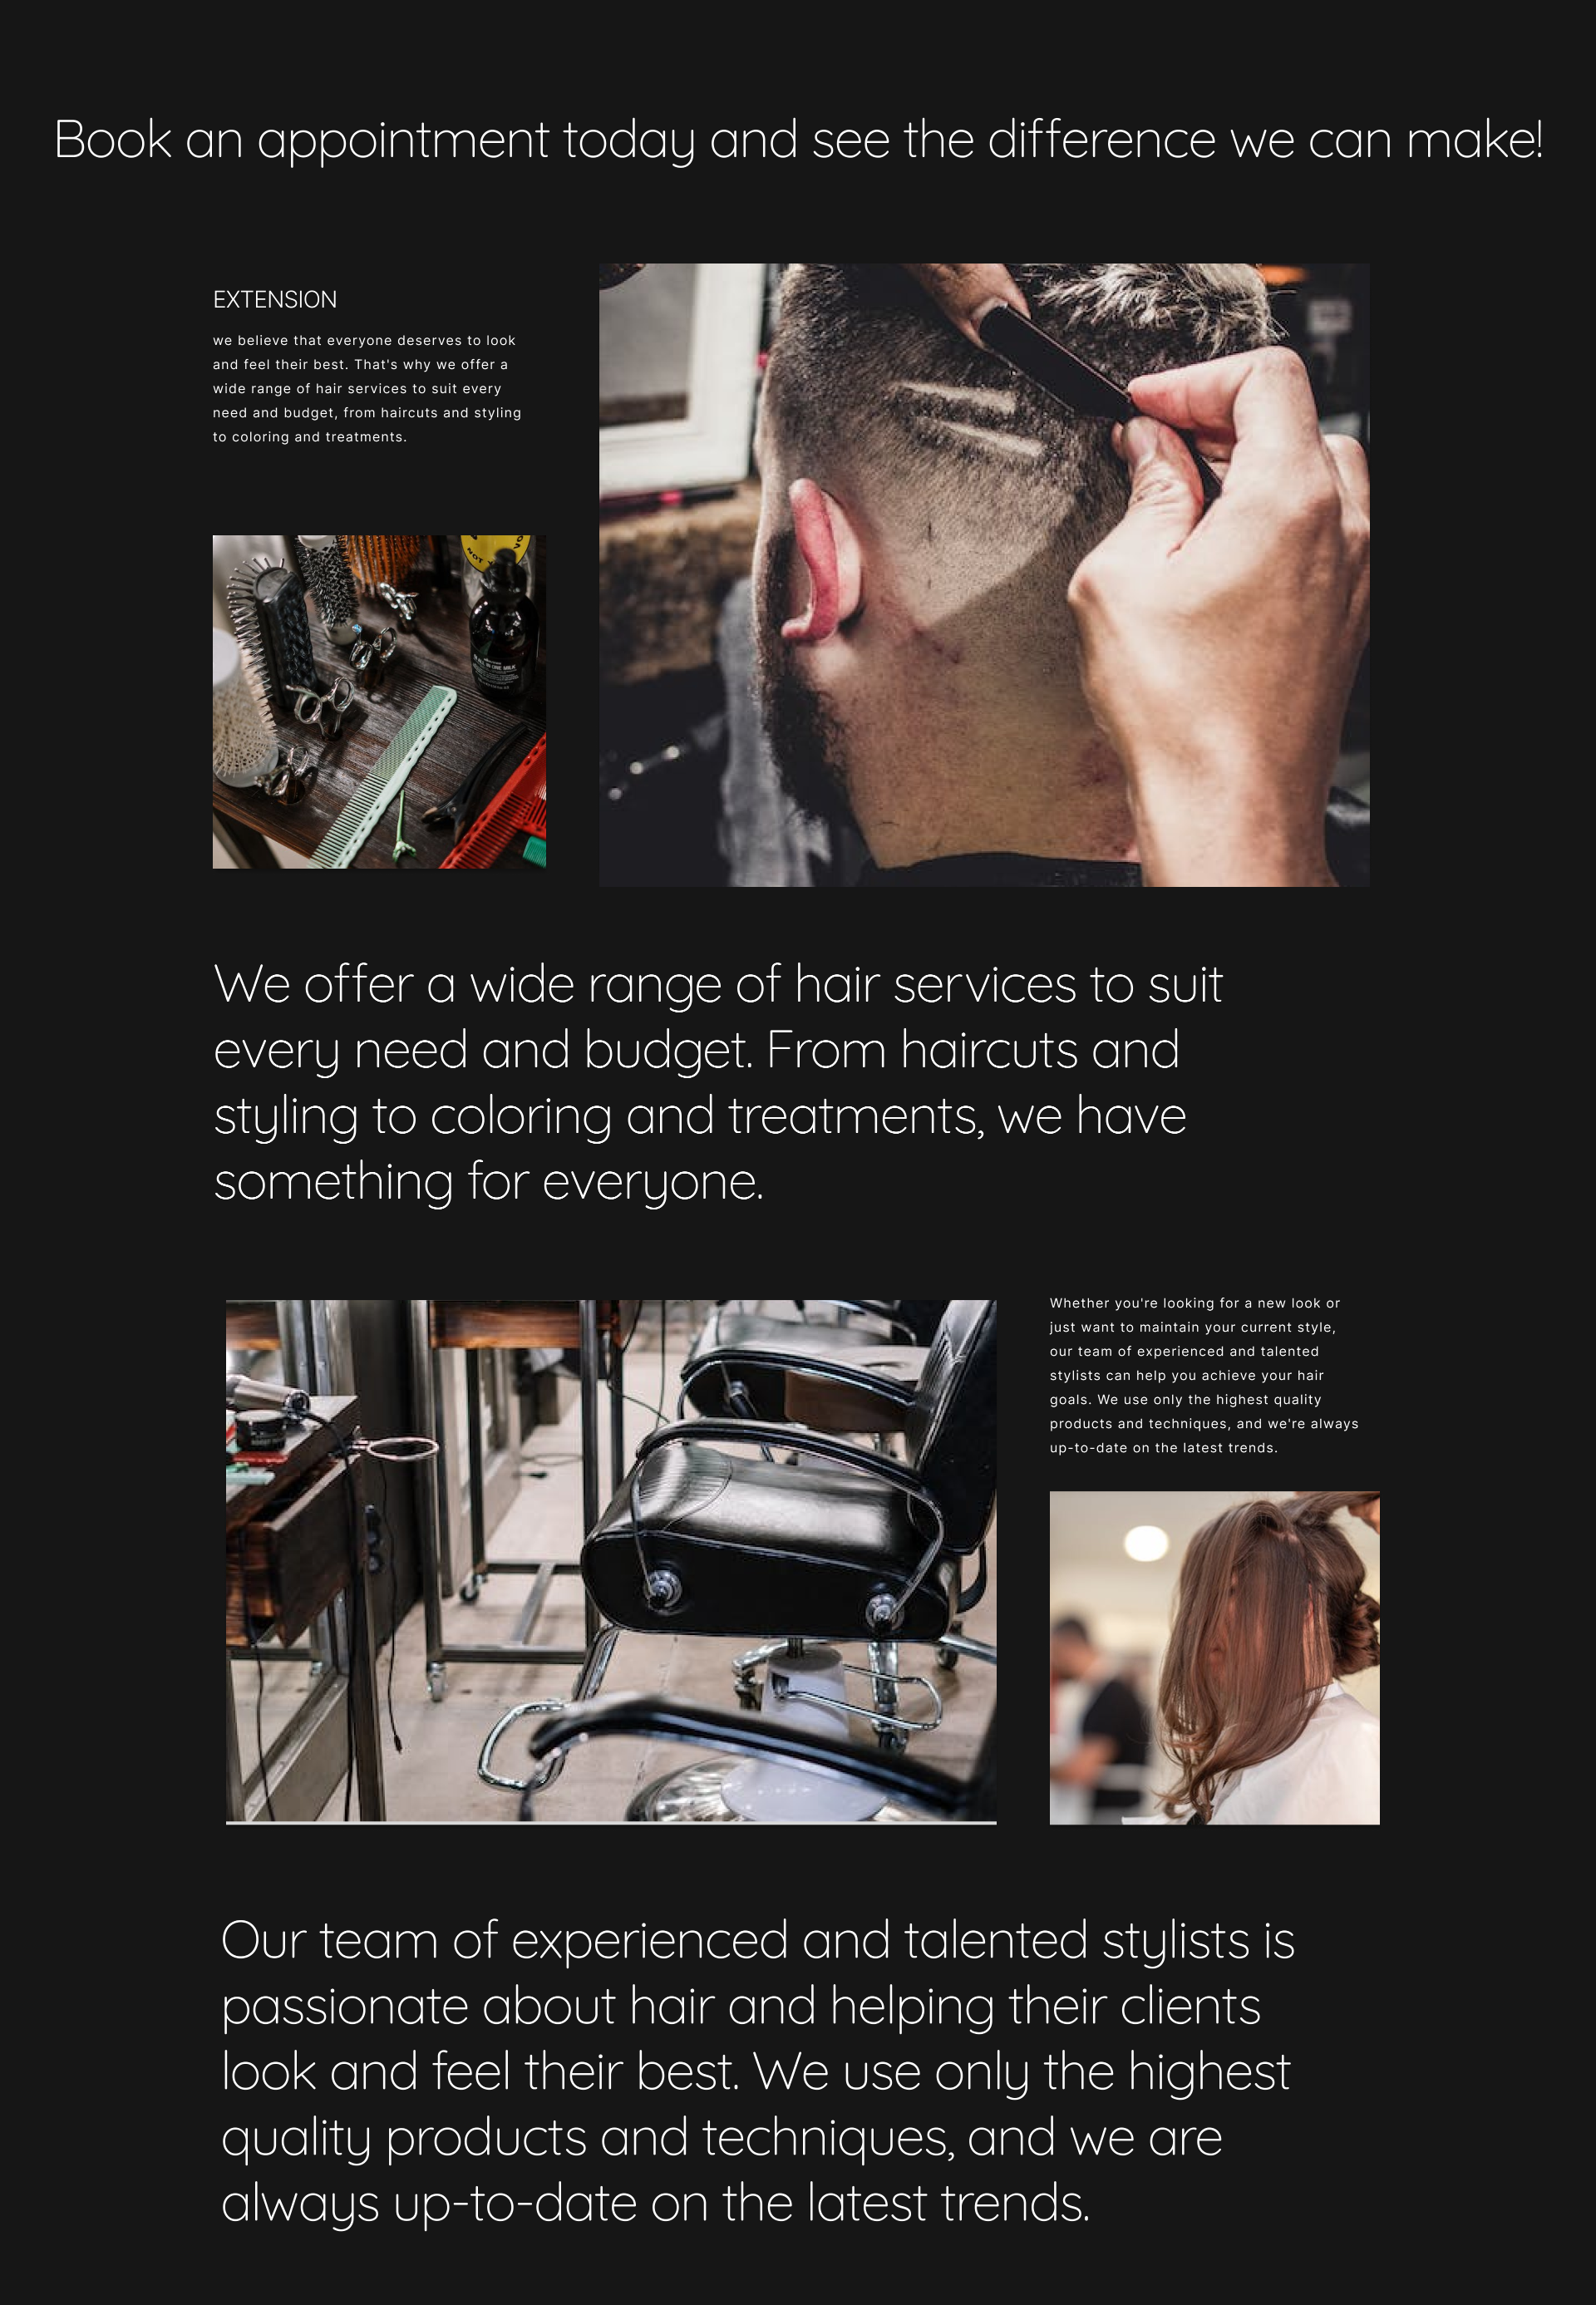 Book an appointment today and see the difference we can make!
EXTENSION
we believe that everyone deserves to look
and feel their best. That's why we offer a
wide range of hair services to suit every
need and budget, from haircuts and styling
to coloring and treatments.
NOT
VO
We offer a wide range of hair services to suit
every need and budget. From haircuts and
styling to coloring and treatments, we have
something for everyone.
Whether you're looking for a new look or
just want to maintain your current style,
our team of experienced and talented
stylists can help you achieve your hair
goals. We use only the highest quality
products and techniques, and we're always
up-to-date on the latest trends.
Our team of experienced and talented stylists is
passionate about hair and helping their clients
look and feel their best. We use only the highest
quality products and techniques, and we are
always up-to-date on the latest trends.